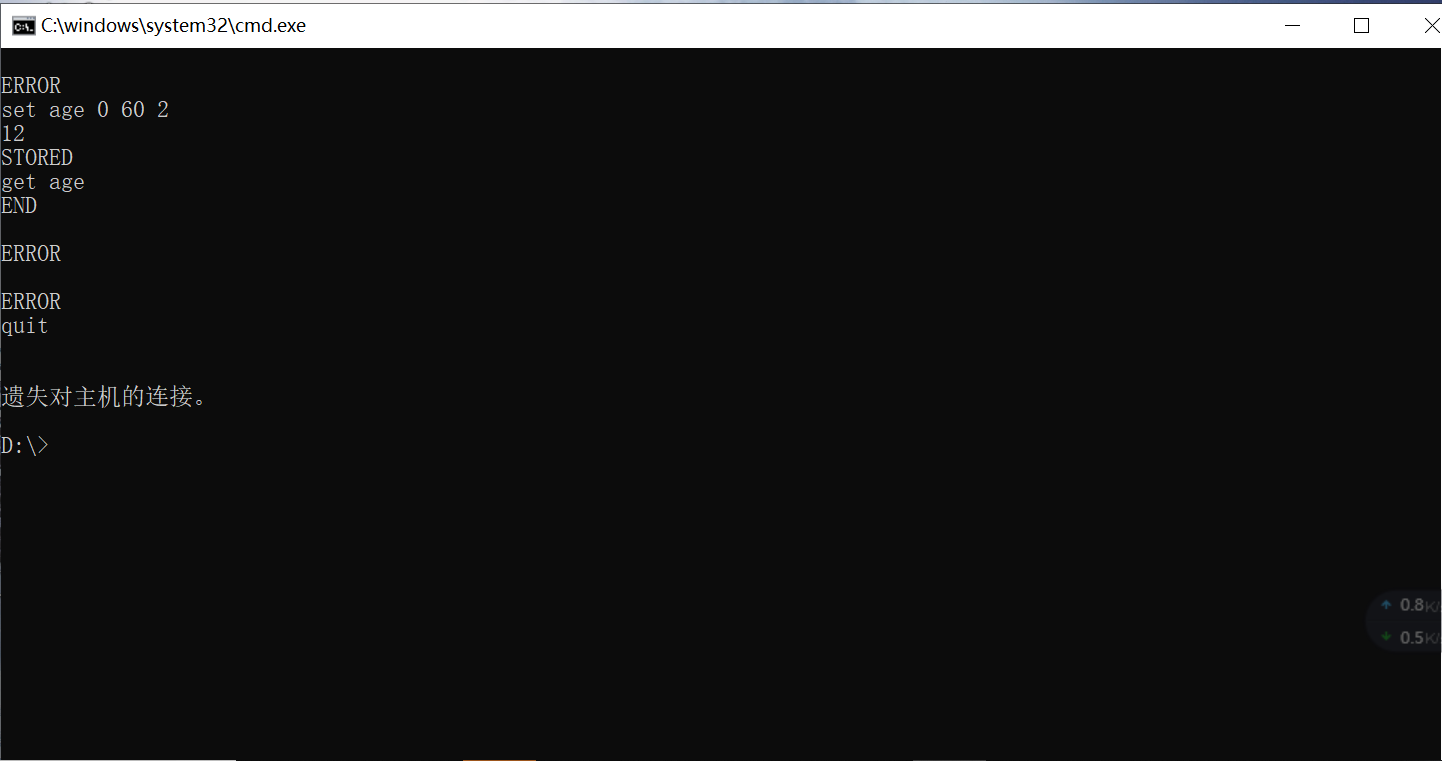 C:\windows\system32\cmd.exe
ERROR
set age 0 60 2
12
STORED
get age
END
ERROR
ERROR
quit
遗失对主机的连接。
D:\>
0.8K/
0.5K/